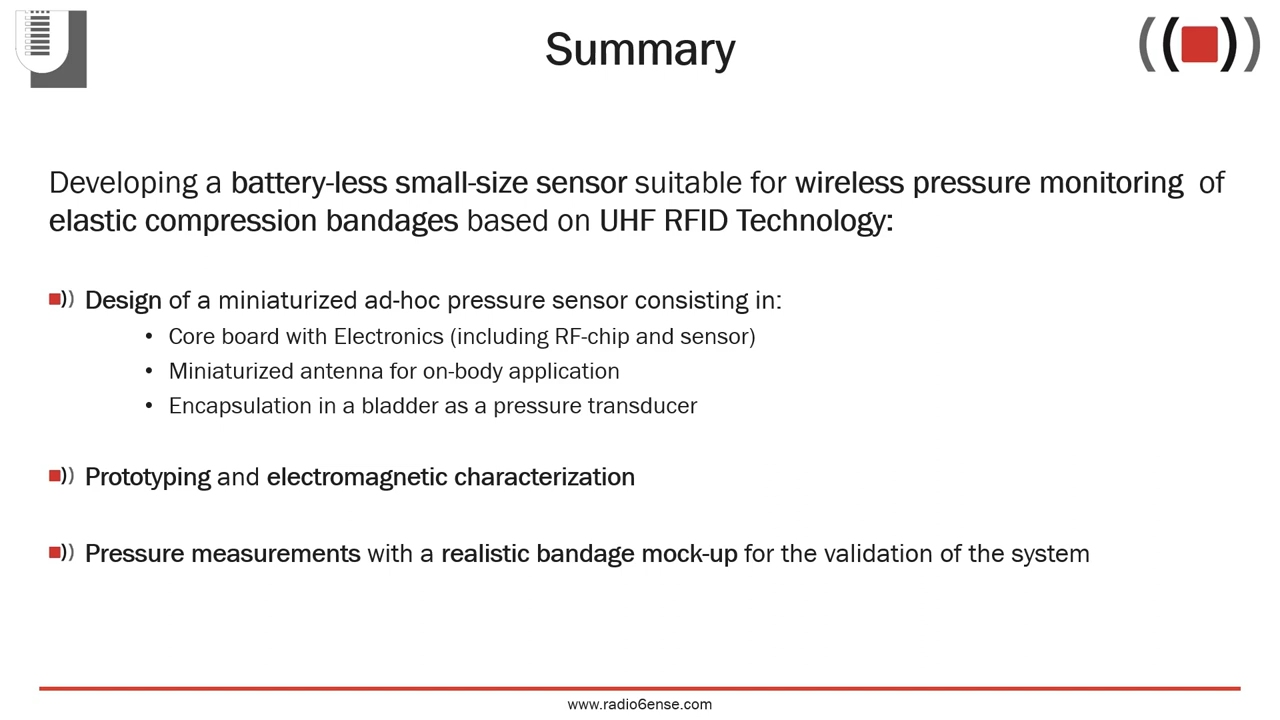 Summary
Developing a battery-less small-size sensor suitable for wireless pressure monitoring of
elastic compression bandages based on UHF RFID Technology:
Design of a miniaturized ad-hoc pressure sensor consisting in:
• Core board with Electronics (including RF-chip and sensor)
• Miniaturized antenna for on-body application
• Encapsulation in a bladder as a pressure transducer
Prototyping and electromagnetic characterization
Pressure measurements with a realistic bandage mock-up for the validation of the system
www.radio6ense.com